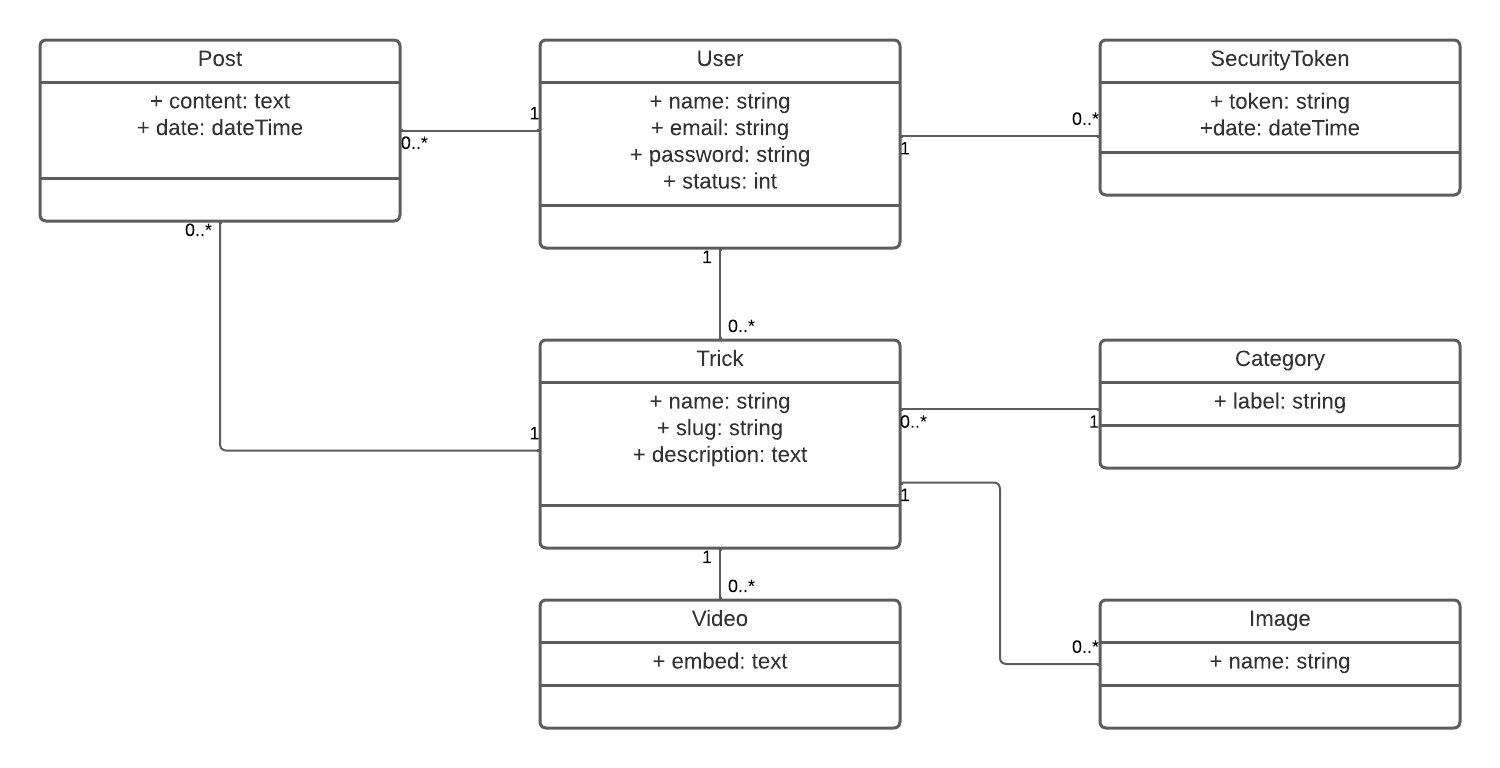 Post
+ content: text
+ date: dateTime
User
+ name: string
+ email: string
+ password: string
+ status: int
SecurityToken
+ token: string
+date: dateTime
1
0..*
0..*
1
0..*
1
0..*
1
Trick
+ name: string
+ slug: string
+ description: text
Category
+ label: string
0..*
1
1
1
0..*
0..*
Video
+ embed: text
Image
+ name: string